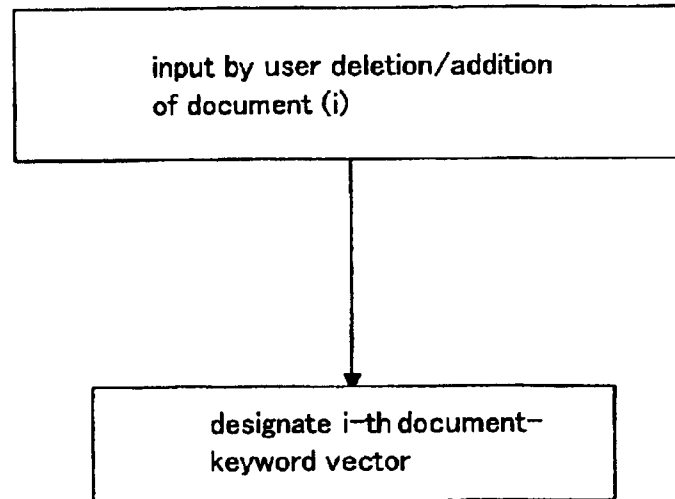 input by user deletion/addition
of document (i)
designate i-th document-
keyword vector